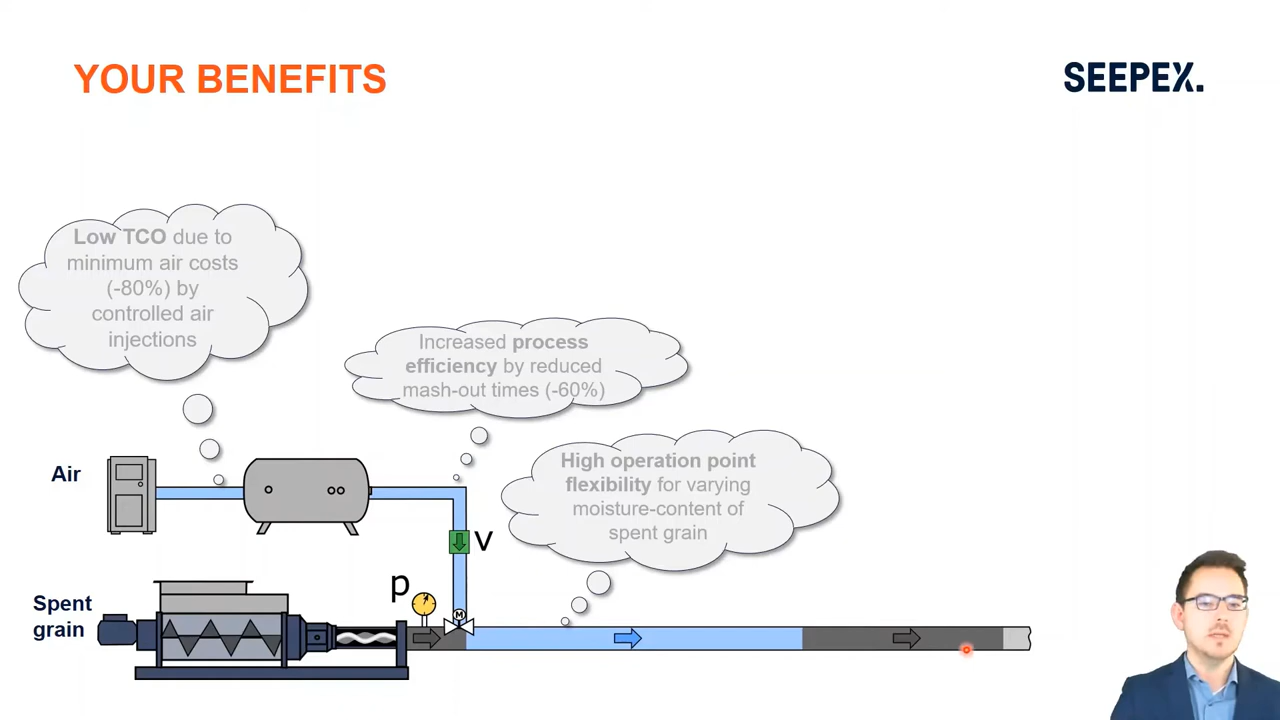 YOUR BENEFITS
SEEPEX.
Low TCO due to
minimum air costs
(-80%) by
controlled air
injections
Increased process
efficiency by reduced
mash-out times (-60%)
High operation point
flexibility for varying
moisture-content of
spent grain
Air
V
p
M
Spent
grain